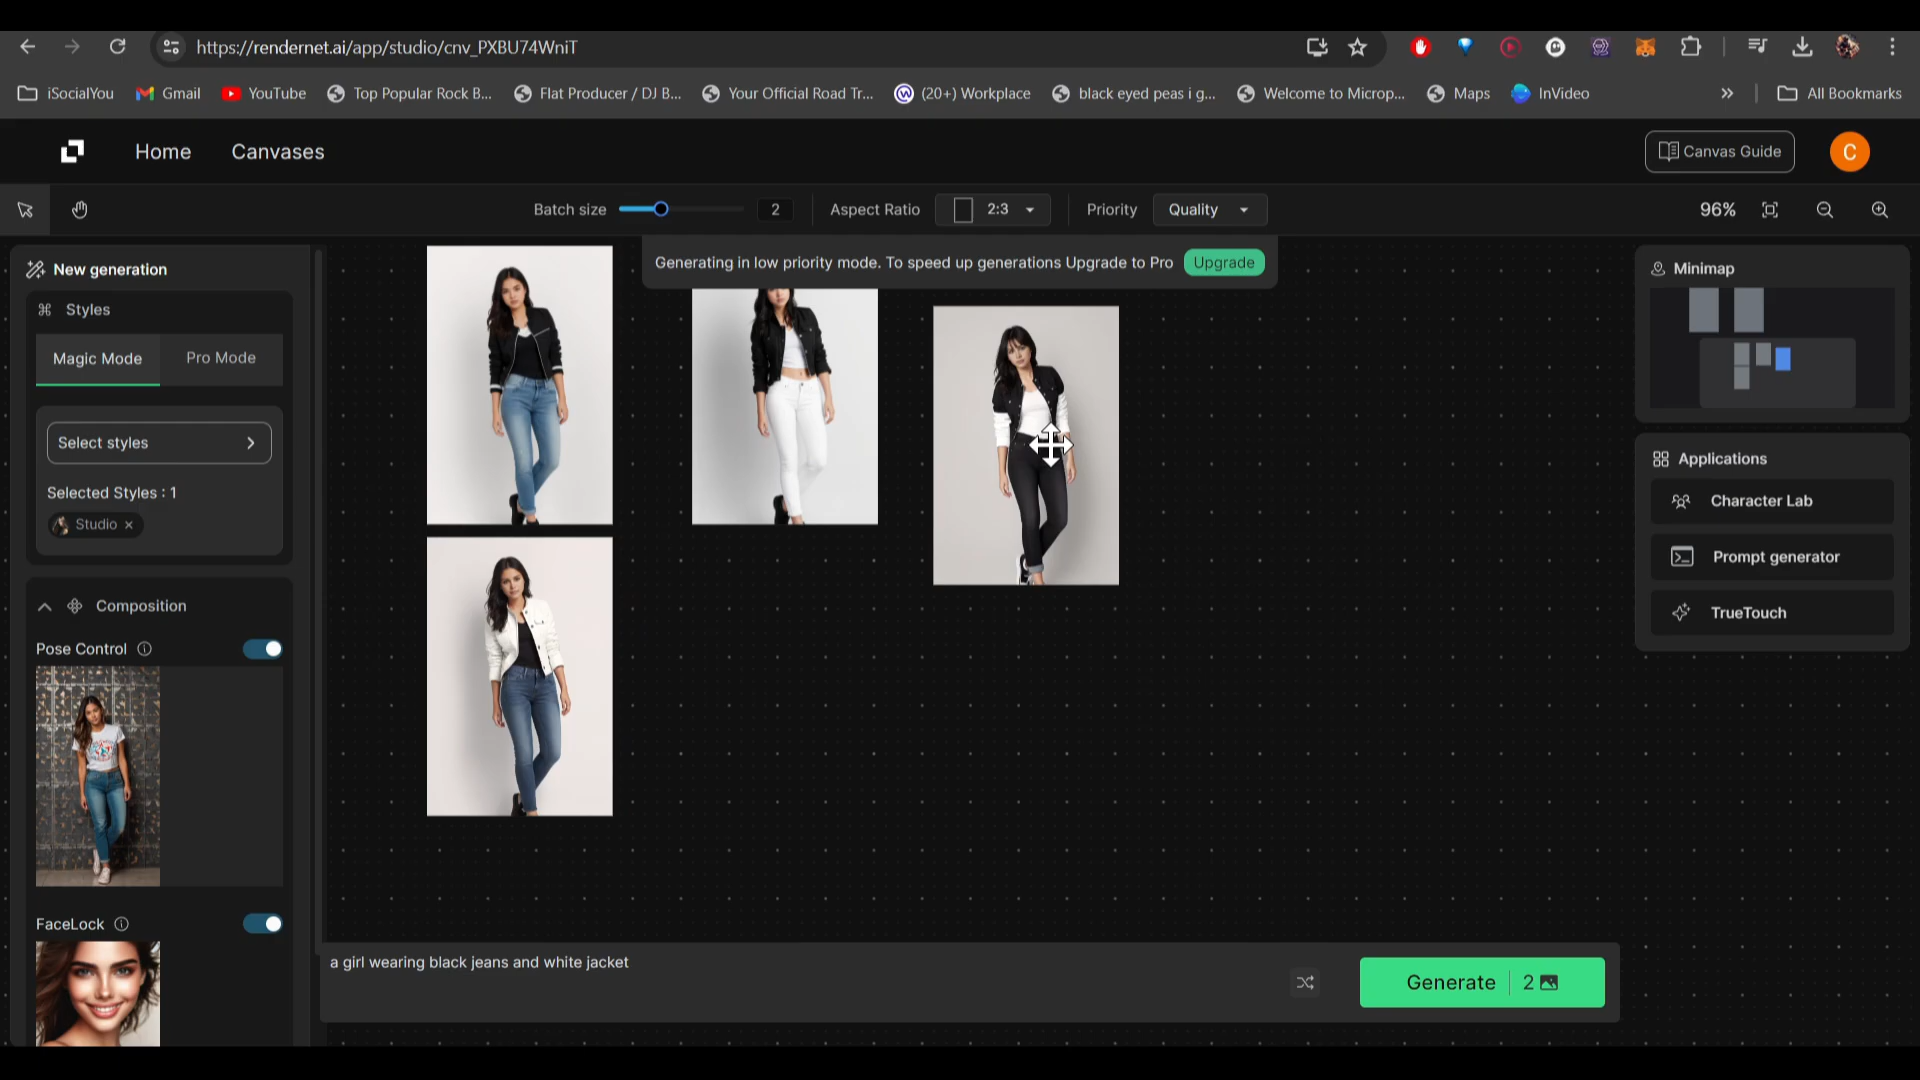 https://rendernet.ai/app/studio/cnv_PXBU74WniT
iSocialYou Gmail YouTube Top Popular Rock B... Flat Producer / DJ B... Your Official Road Tr... (20+) Workplace black eyed peas i g... Welcome to Microp... Maps InVideo » All Bookmarks
Home Canvases Canvas Guide C
Batch size 2 Aspect Ratio 2:3 Priority Quality 96%
Generating in low priority mode. To speed up generations Upgrade to Pro Upgrade
New generation
Styles
Magic Mode Pro Mode
Select styles
Selected Styles : 1
Studio ×
Composition
Pose Control
FaceLock
Minimap
Applications
Character Lab
Prompt generator
TrueTouch
a girl wearing black jeans and white jacket
Generate 2